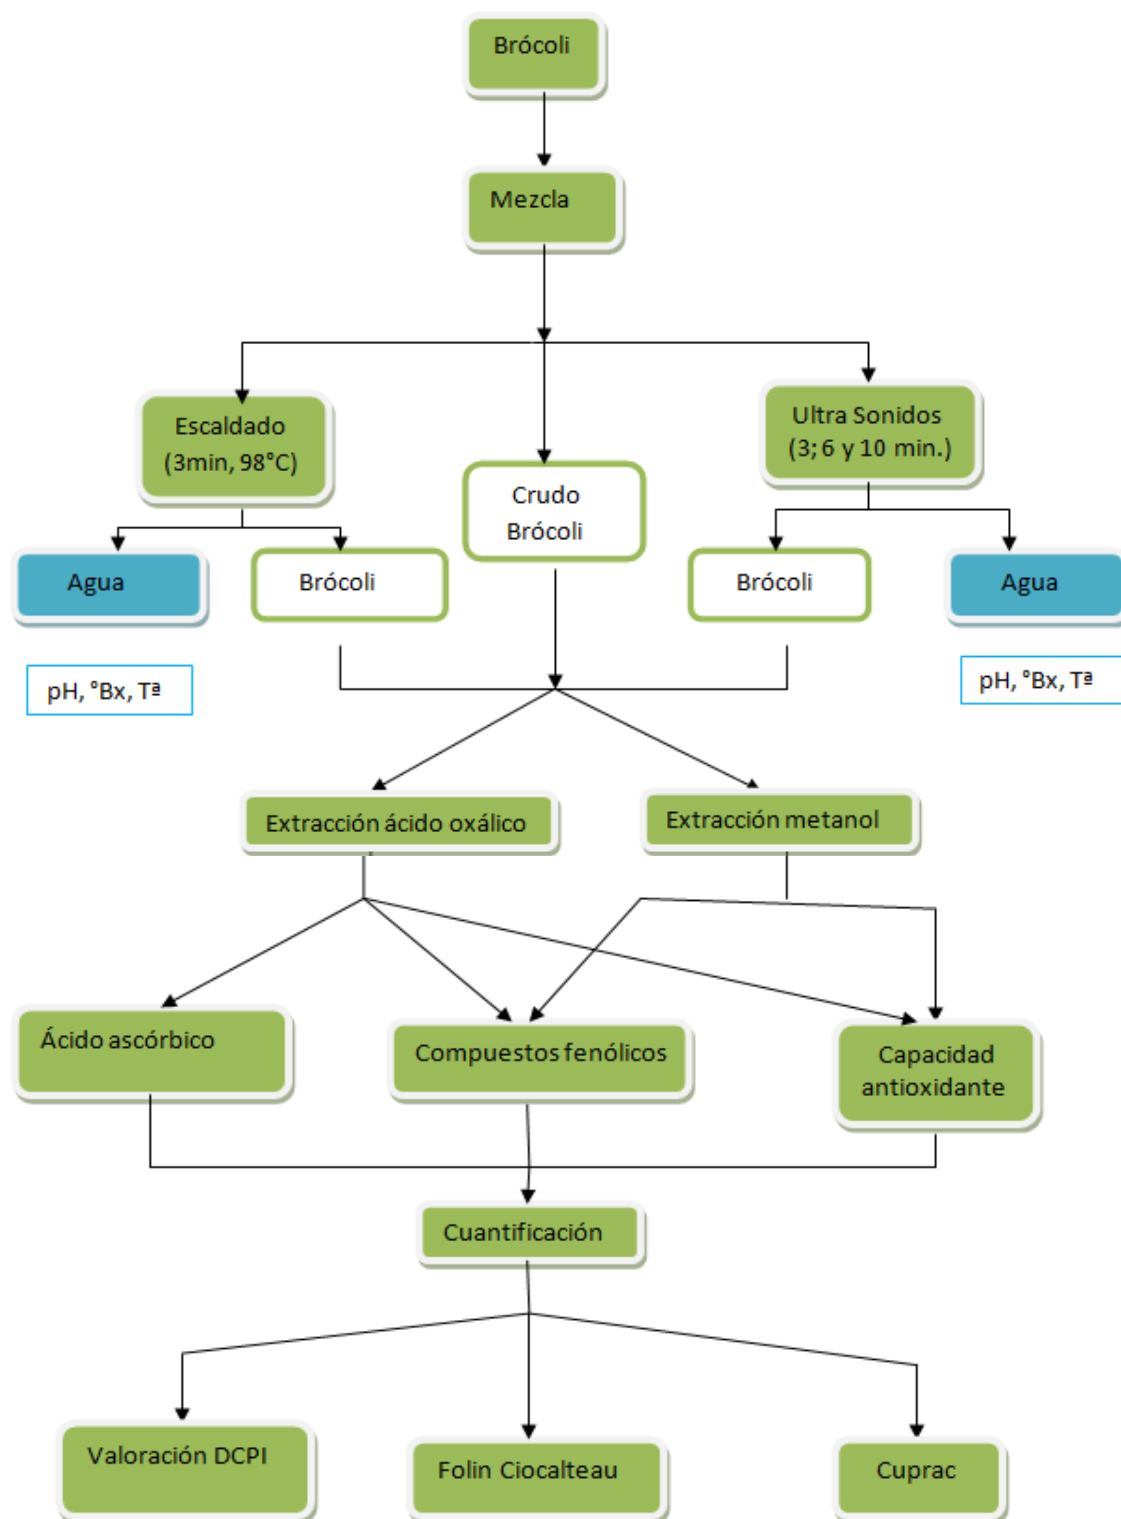 Brócoli
Mezcla
Escaldado
(3min, 98°C)
Ultra Sonidos
(3; 6 y 10 min.)
Crudo
Brócoli
Agua
Brócoli
Brócoli
Agua
pH, °Bx, Tª
pH, °Bx, Tª
Extracción ácido oxálico
Extracción metanol
Ácido ascórbico
Compuestos fenólicos
Capacidad
antioxidante
Cuantificación
Valoración DCPI
Folin Ciocalteau
Cuprac